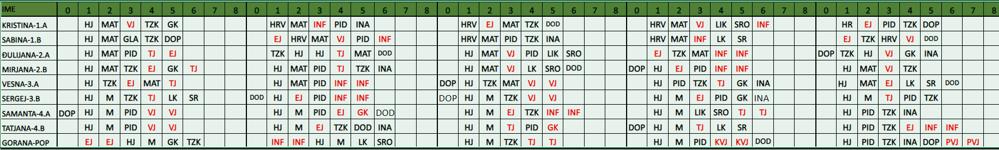 IME 0 1 2 3 4 5 6 7 8 0 1 2 3 4 5 6 7 8 0 1 2 3 4 5 6 7 8 0 1 2 3 4 5 6 7 8 0 1 2 3 4 5 6 7 8
KRISTINA-1.A HJ MAT VJ TZK GK HRV MAT INF PID INA HRV EJ MAT TZK DOD HRV MAT VJ LIK SRO INF HR EJ PID TZK DOP
SABINA-1.B HJ MAT GLA TZK DOP EJ HRV MAT VJ PID INF HRV MAT PID TZK INA HRV MAT INF LK SR EJ TZK HRV VJ DOD
ĐULIJANA-2.A HJ MAT PID TJ EJ TZK HJ HJ TJ MAT DOD HJ MAT VJ PID LIK SRO EJ TZK MAT INF INF DOP TZK HJ VJ GK INA
MIRJANA-2.B HJ MAT TZK EJ GK TJ HJ MAT PID TJ TZK INA HJ MAT VJ LK SRO DOD DOP HJ EJ PID INF INF HJ MAT VJ TZK
VESNA-3.A HJ TZK EJ MAT TJ HJ MAT PID INF INF DOP HJ TZK MAT VJ VJ HJ PID TZK TJ GK INA HJ MAT EJ LK SR DOD
SERGEJ-3.B HJ M TZK TJ LK SR DOD HJ EJ PID INF INF DOP HJ M TZK VJ VJ HJ M EJ PID GK INA HJ M TJ PID TZK
SAMANTA-4.A DOP HJ M PID VJ VJ HJ M PID EJ GK DOD HJ M EJ TZK INF INF HJ M LIK SRO TJ TJ HJ PID TZK INA
TATJANA-4.B HJ M PID VJ VJ HJ M EJ TZK DOD INA HJ M TJ PID GK DOP HJ M TJ LK SR HJ PID TZK EJ INF INF
GORANA-POP EJ EJ HJ M GK TZK INF INF HJ M LK SRO HJ M TZK TJ TJ HJ M PID KVJ KVJ DOD HJ PID TZK INA DOP PVJ PVJ